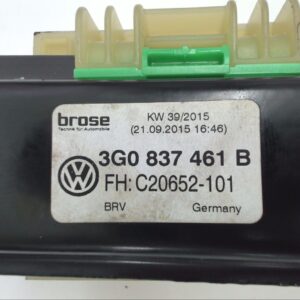 brose
Technik für Automobile
KW 39/2015
(21.09.2015 16:46)
3G0 837 461 B
FH: C20652-101
BRV Germany